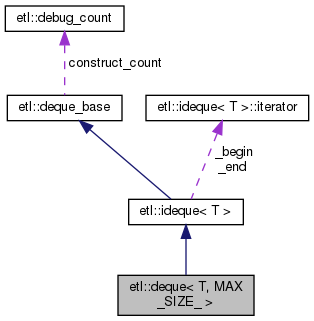 etl::debug_count
construct_count
etl::deque_base
etl::ideque< T >::iterator
_begin
_end
etl::ideque< T >
etl::deque< T, MAX
_SIZE_ >